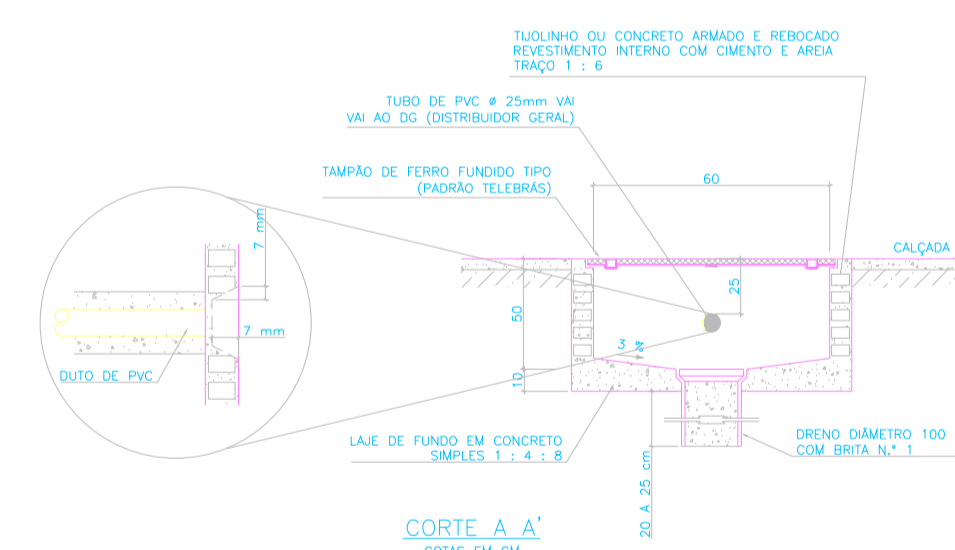 TIJOLINHO OU CONCRETO ARMADO E REBOCADO
REVESTIMENTO INTERNO COM CIMENTO E AREIA
TRAÇO 1 : 6
TUBO DE PVC ø 25mm VAI
VAI AO DG (DISTRIBUIDOR GERAL)
TAMPÃO DE FERRO FUNDIDO TIPO
(PADRÃO TELEBRÁS)
60
7 mm
CALÇADA
25
50
7 mm
3 %
DUTO DE PVC
10
LAJE DE FUNDO EM CONCRETO
SIMPLES 1 : 4 : 8
DRENO DIÂMETRO 100
COM BRITA N.° 1
20 A 25 cm
CORTE A A'
COTAS EM CM